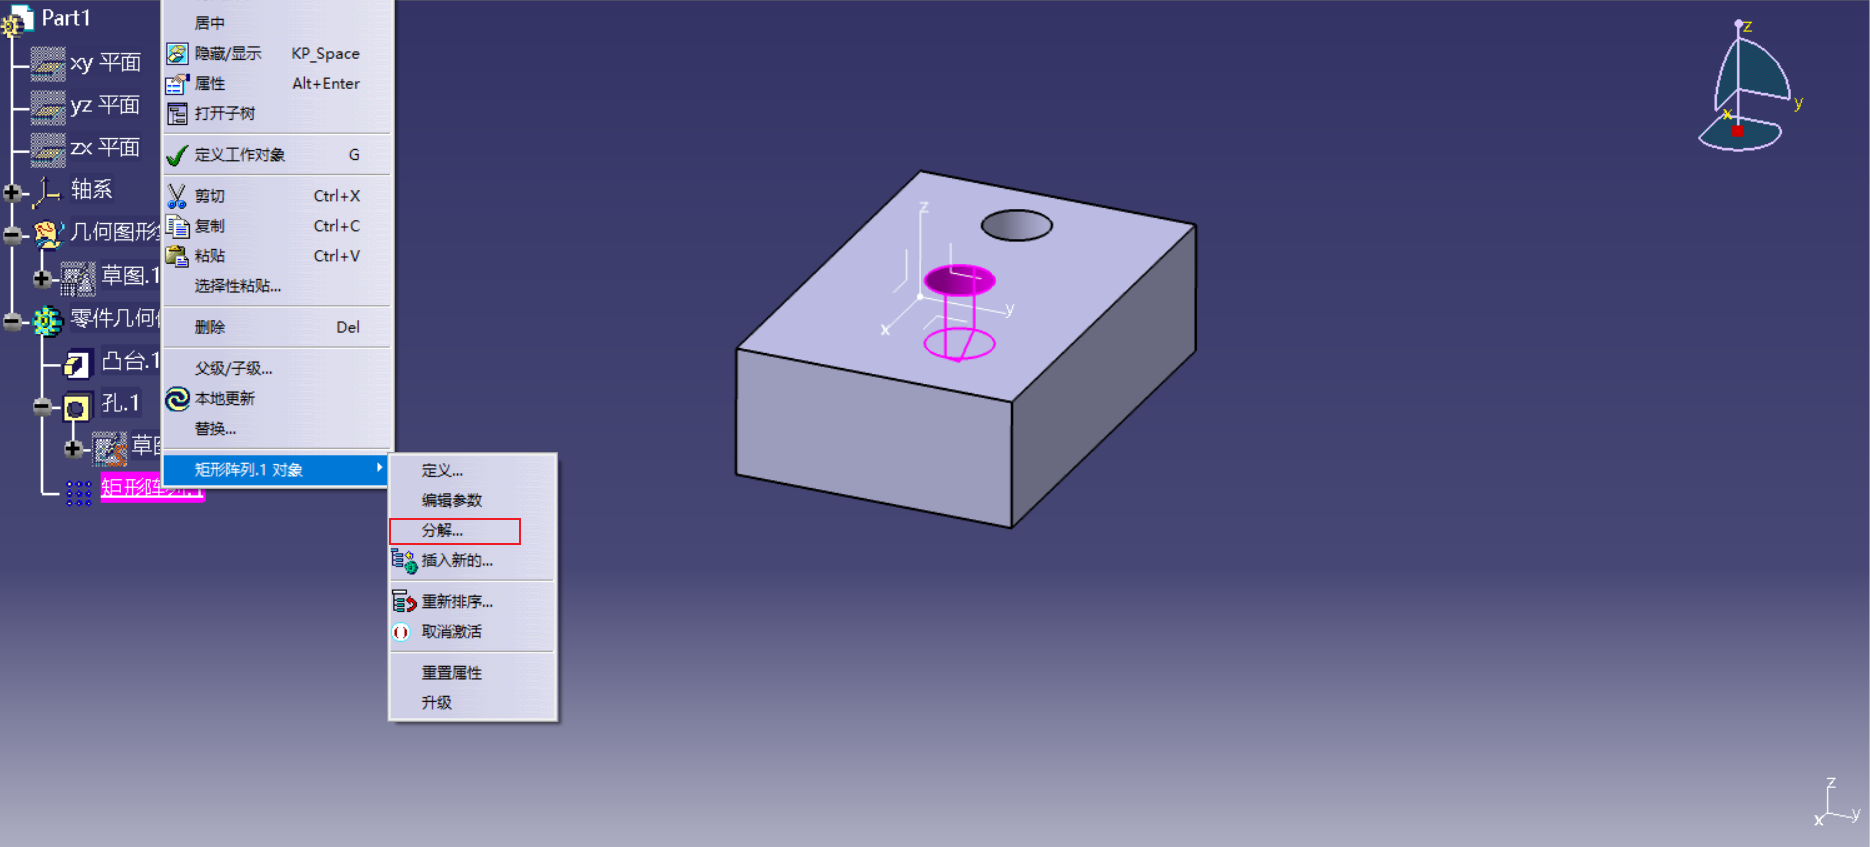 Part1
xy 平面
yz 平面
zx 平面
轴系
几何图形
草图.1
零件几何
凸台.1
孔.1
草
矩形阵列.1
居中
隐藏/显示 KP_Space
属性 Alt+Enter
打开子树
定义工作对象 G
剪切 Ctrl+X
复制 Ctrl+C
粘贴 Ctrl+V
选择性粘贴...
删除 Del
父级/子级...
本地更新
替换...
矩形阵列.1 对象
定义...
编辑参数
分解...
插入新的...
重新排序...
取消激活
重置属性
升级
z
x
y
z
y
x
z
x
y